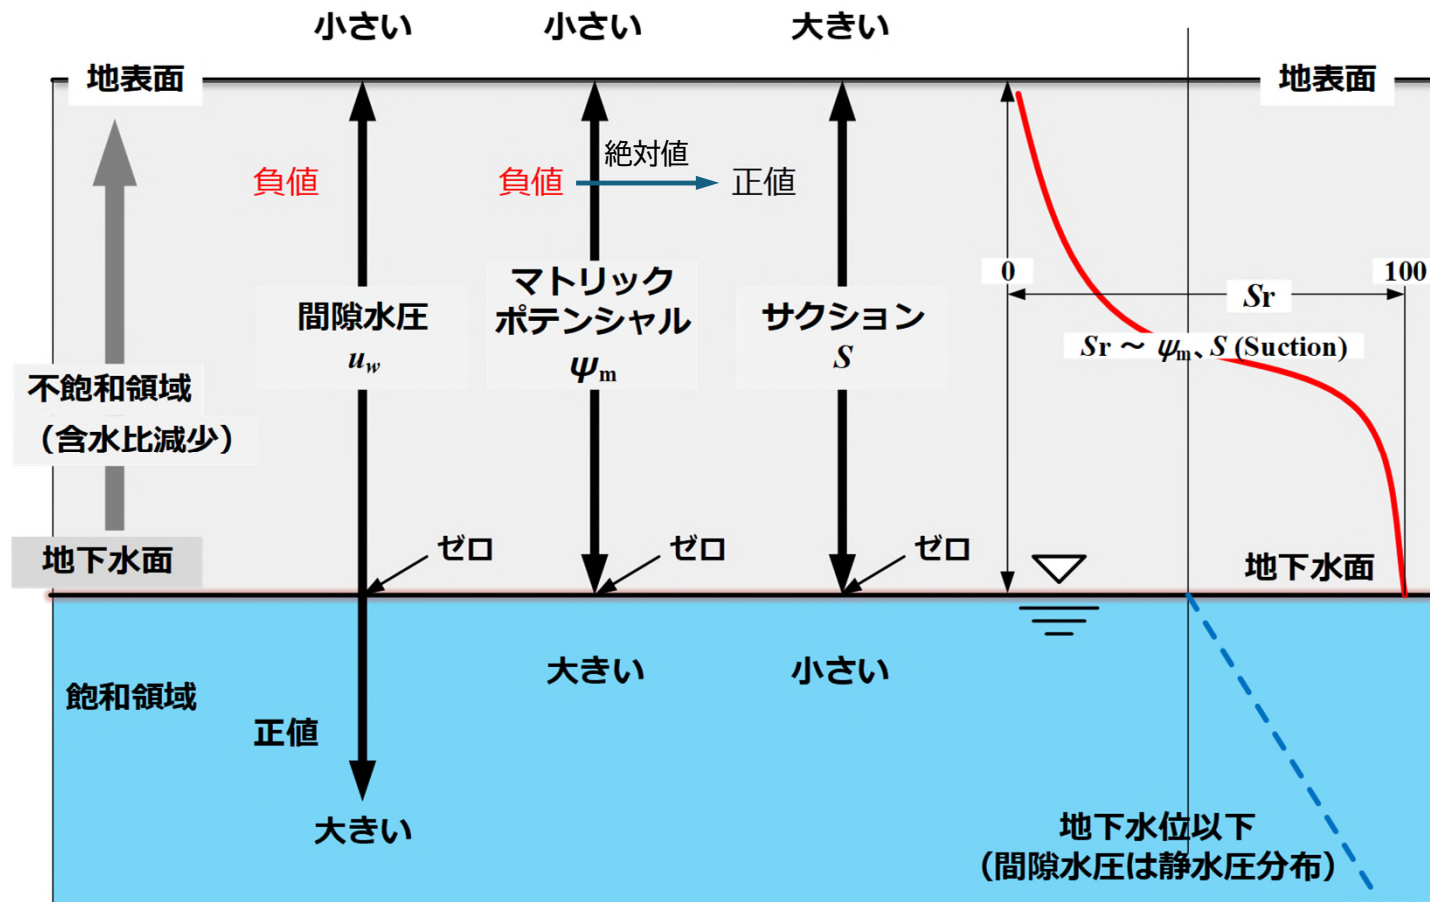 小さい
小さい
大きい
地表面
地表面
負値
負値
絶対値
正値
0
100
Sr
間隙水圧
u_w
マトリック
ポテンシャル
ψm
サクション
S
Sr ～ ψm、S (Suction)
不飽和領域
（含水比減少）
地下水面
ゼロ
ゼロ
ゼロ
地下水面
飽和領域
大きい
小さい
正値
大きい
地下水位以下
（間隙水圧は静水圧分布）